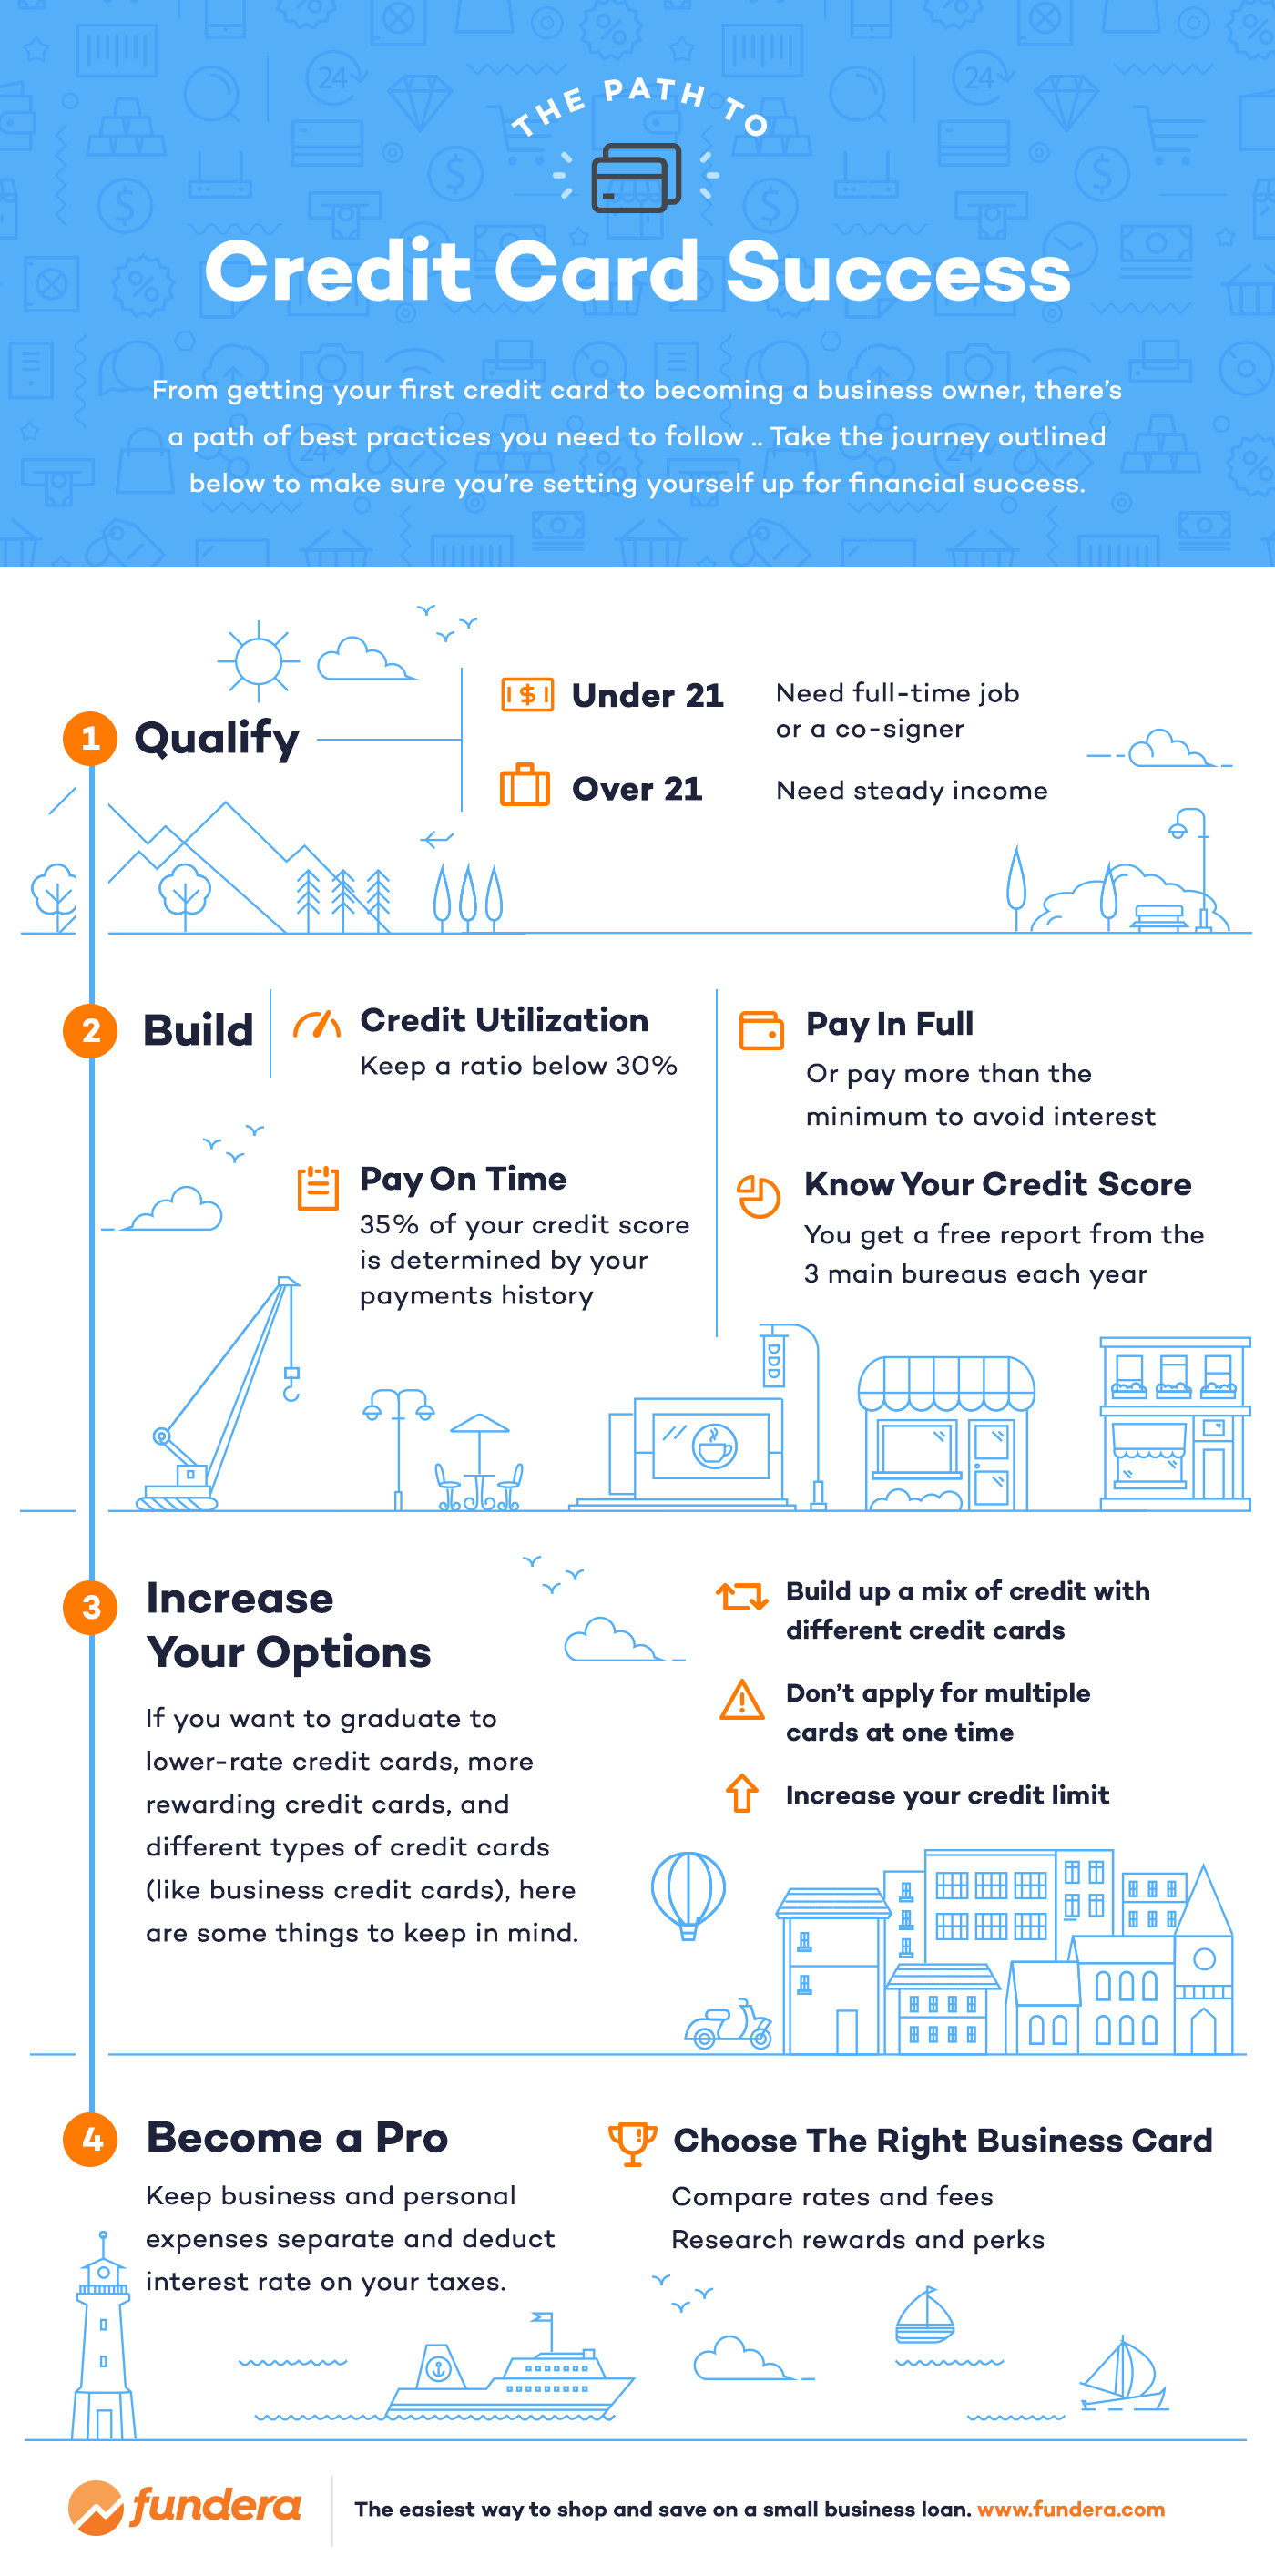 THE PATH TO
Credit Card Success
From getting your first credit card to becoming a business owner, there's
a path of best practices you need to follow .. Take the journey outlined
below to make sure you're setting yourself up for financial success.
1 Qualify
Under 21
Need full-time job
or a co-signer
Over 21
Need steady income
2 Build
Credit Utilization
Keep a ratio below 30%
Pay On Time
35% of your credit score
is determined by your
payments history
Pay In Full
Or pay more than the
minimum to avoid interest
Know Your Credit Score
You get a free report from the
3 main bureaus each year
3 Increase
Your Options
If you want to graduate to
lower-rate credit cards, more
rewarding credit cards, and
different types of credit cards
(like business credit cards), here
are some things to keep in mind.
Build up a mix of credit with
different credit cards
Don't apply for multiple
cards at one time
Increase your credit limit
4 Become a Pro
Keep business and personal
expenses separate and deduct
interest rate on your taxes.
Choose The Right Business Card
Compare rates and fees
Research rewards and perks
fundera
The easiest way to shop and save on a small business loan. www.fundera.com